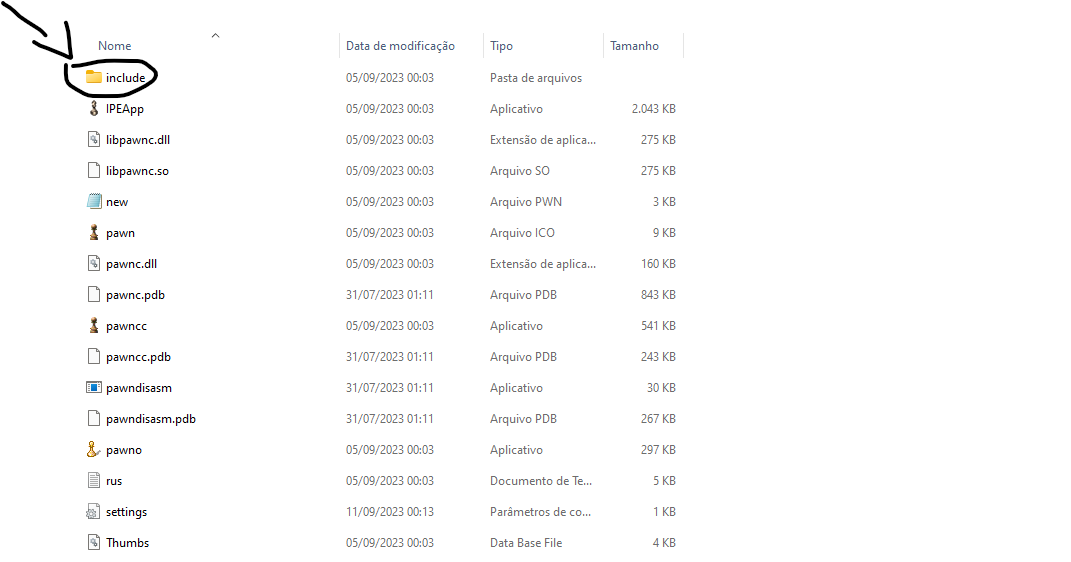 Nome Data de modificação Tipo Tamanho
include 05/09/2023 00:03 Pasta de arquivos
IPEApp 05/09/2023 00:03 Aplicativo 2.043 KB
libpawnc.dll 05/09/2023 00:03 Extensão de aplica... 275 KB
libpawnc.so 05/09/2023 00:03 Arquivo SO 275 KB
new 05/09/2023 00:03 Arquivo PWN 3 KB
pawn 05/09/2023 00:03 Arquivo ICO 9 KB
pawnc.dll 05/09/2023 00:03 Extensão de aplica... 160 KB
pawnc.pdb 31/07/2023 01:11 Arquivo PDB 843 KB
pawncc 05/09/2023 00:03 Aplicativo 541 KB
pawncc.pdb 31/07/2023 01:11 Arquivo PDB 243 KB
pawndisasm 31/07/2023 01:11 Aplicativo 30 KB
pawndisasm.pdb 31/07/2023 01:11 Arquivo PDB 267 KB
pawno 05/09/2023 00:03 Aplicativo 297 KB
rus 05/09/2023 00:03 Documento de Te... 5 KB
settings 11/09/2023 00:13 Parâmetros de co... 1 KB
Thumbs 05/09/2023 00:03 Data Base File 4 KB